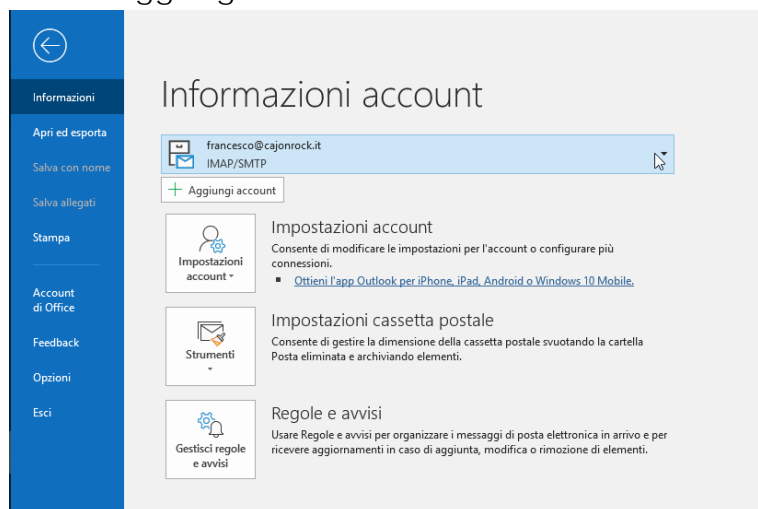 Informazioni
Apri ed esporta
Salva con nome
Salva allegati
Stampa
Account
di Office
Feedback
Opzioni
Esci
Informazioni account
francesco@cajonrock.it
IMAP/SMTP
Aggiungi account
Impostazioni
account
Impostazioni account
Consente di modificare le impostazioni per l'account o configurare più
connessioni.
Ottieni l'app Outlook per iPhone, iPad, Android o Windows 10 Mobile.
Strumenti
Impostazioni cassetta postale
Consente di gestire la dimensione della cassetta postale svuotando la cartella
Posta eliminata e archiviando elementi.
Gestisci regole
e avvisi
Regole e avvisi
Usare Regole e avvisi per organizzare i messaggi di posta elettronica in arrivo e per
ricevere aggiornamenti in caso di aggiunta, modifica o rimozione di elementi.